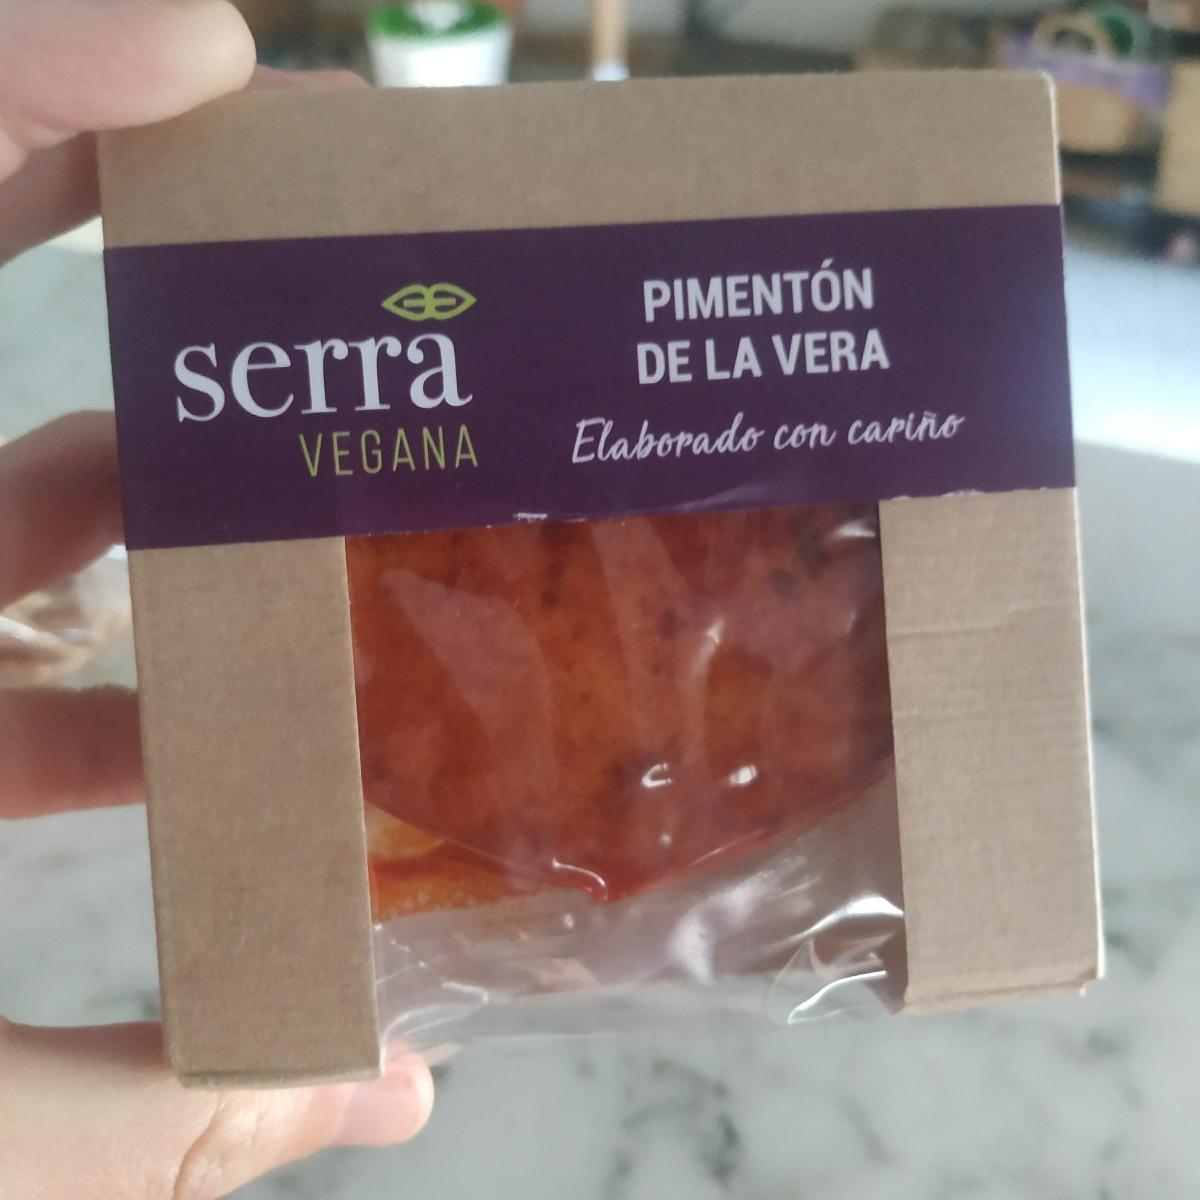 serra
VEGANA
PIMENTÓN
DE LA VERA
Elaborado con cariño